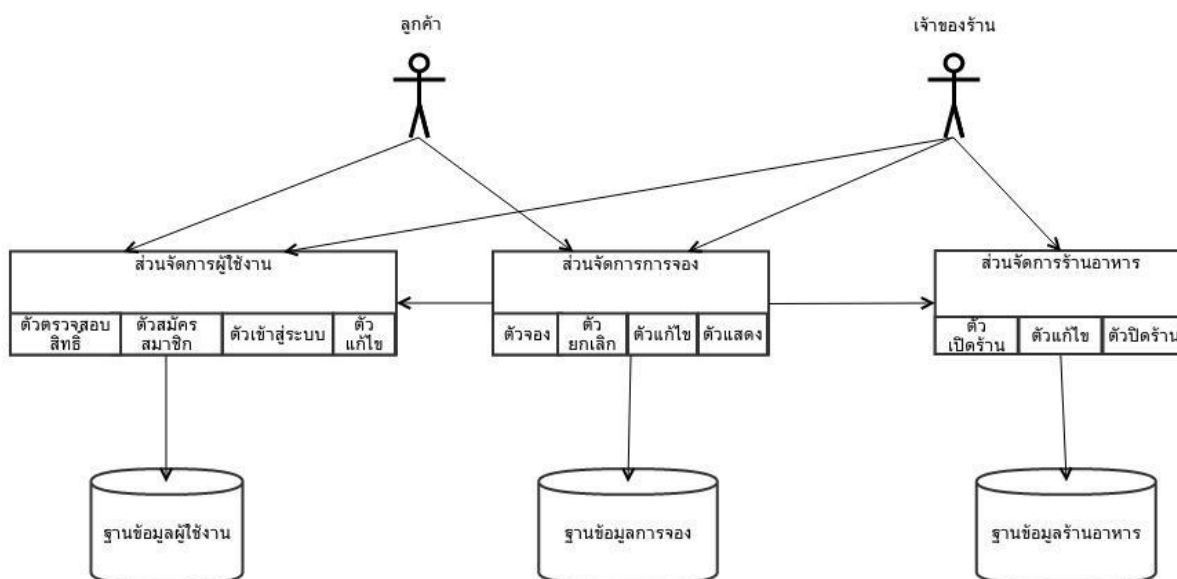 ลูกค้า
เจ้าของร้าน
ส่วนจัดการผู้ใช้งาน
ตัวตรวจสอบ
สิทธิ์
ตัวสมัคร
สมาชิก
ตัวเข้าสู่ระบบ
ตัว
แก้ไข
ส่วนจัดการการจอง
ตัวจอง
ตัว
ยกเลิก
ตัวแก้ไข
ตัวแสดง
ส่วนจัดการร้านอาหาร
ตัว
เปิดร้าน
ตัวแก้ไข
ตัวปิดร้าน
ฐานข้อมูลผู้ใช้งาน
ฐานข้อมูลการจอง
ฐานข้อมูลร้านอาหาร